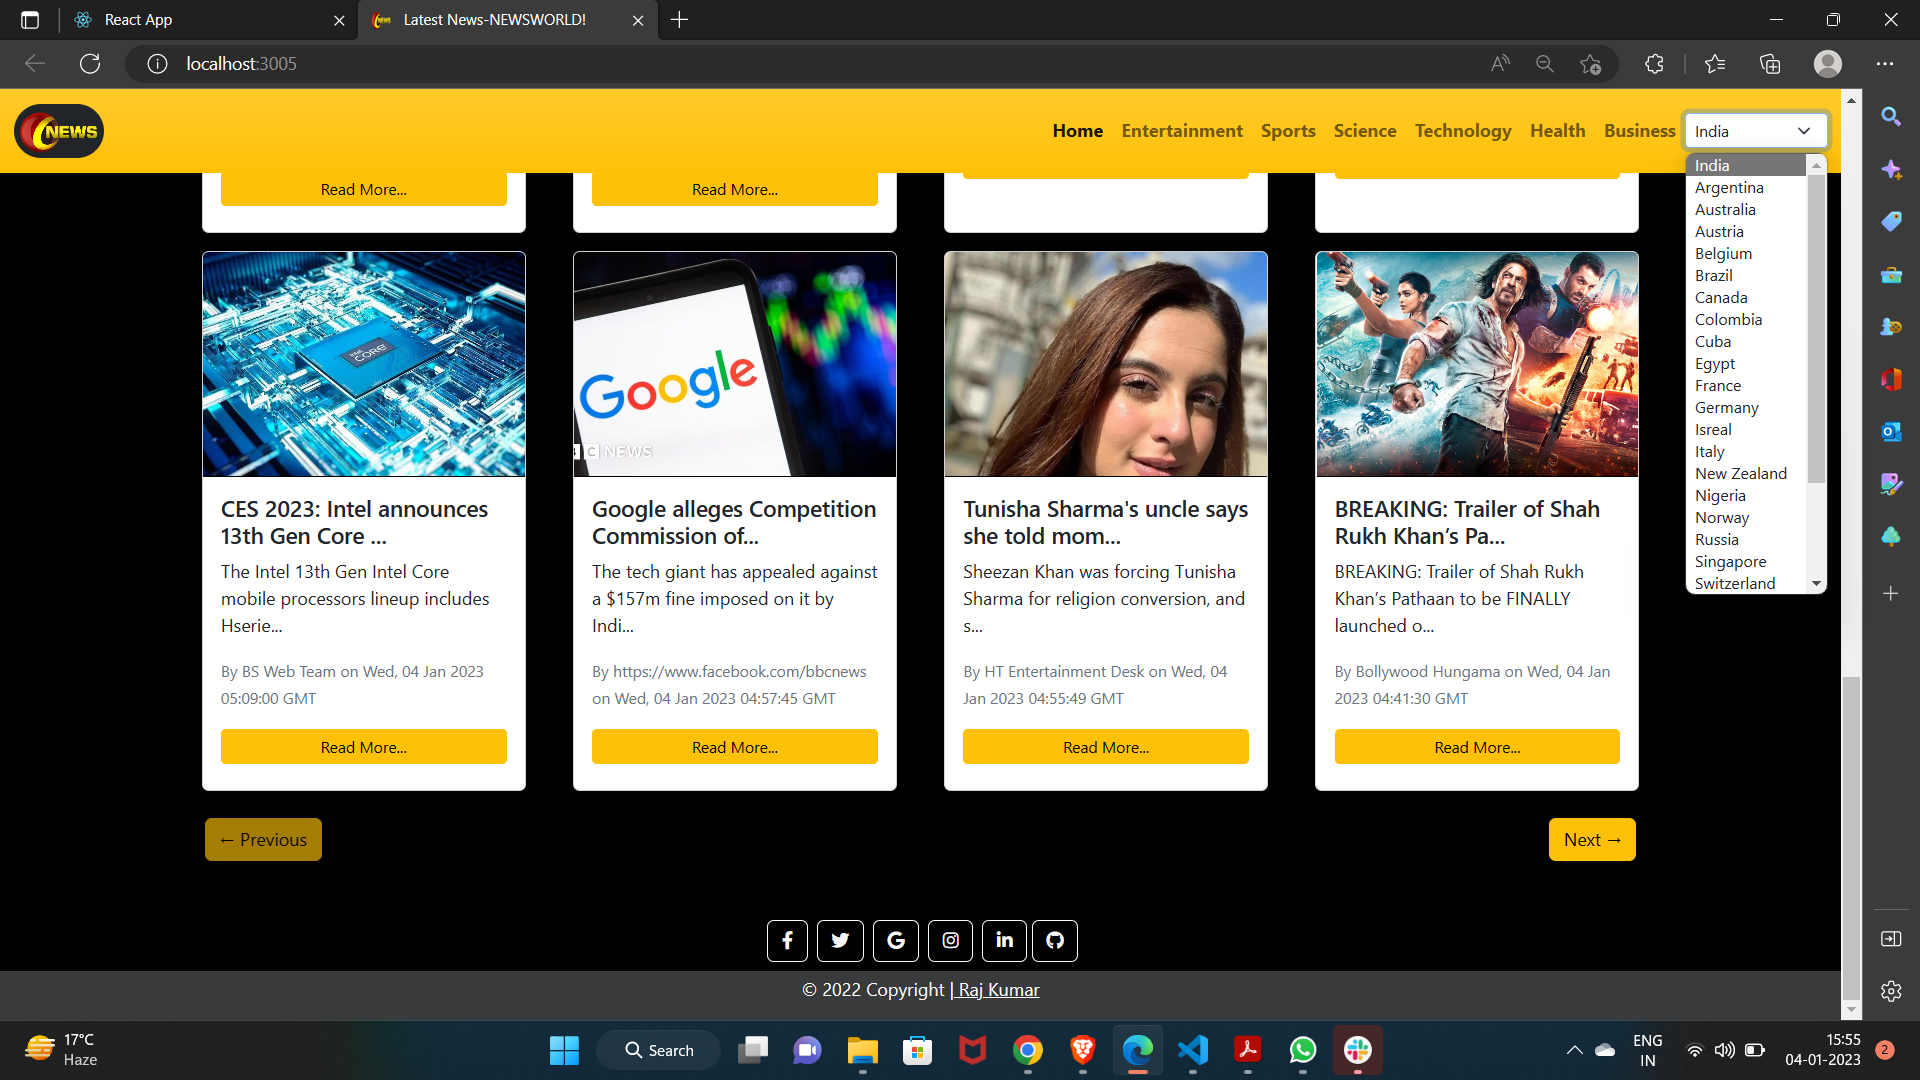 React App
Latest News-NEWSWORLD!
localhost:3005
NEWS
Home Entertainment Sports Science Technology Health Business India
India
Argentina
Australia
Austria
Belgium
Brazil
Canada
Colombia
Cuba
Egypt
France
Germany
Isreal
Italy
New Zealand
Nigeria
Norway
Russia
Singapore
Switzerland
Read More...
Read More...
intel
CORE
CES 2023: Intel announces
13th Gen Core ...
The Intel 13th Gen Intel Core
mobile processors lineup includes
Hserie...
By BS Web Team on Wed, 04 Jan 2023
05:09:00 GMT
Read More...
Google
B C NEWS
Google alleges Competition
Commission of...
The tech giant has appealed against
a $157m fine imposed on it by
Indi...
By https://www.facebook.com/bbcnews
on Wed, 04 Jan 2023 04:57:45 GMT
Read More...
Tunisha Sharma's uncle says
she told mom...
Sheezan Khan was forcing Tunisha
Sharma for religion conversion, and
s...
By HT Entertainment Desk on Wed, 04
Jan 2023 04:55:49 GMT
Read More...
BREAKING: Trailer of Shah
Rukh Khan’s Pa...
BREAKING: Trailer of Shah Rukh
Khan’s Pathaan to be FINALLY
launched o...
By Bollywood Hungama on Wed, 04 Jan
2023 04:41:30 GMT
Read More...
← Previous
Next →
© 2022 Copyright | Raj Kumar
17°C
Haze
Search
ENG
IN
15:55
04-01-2023
2